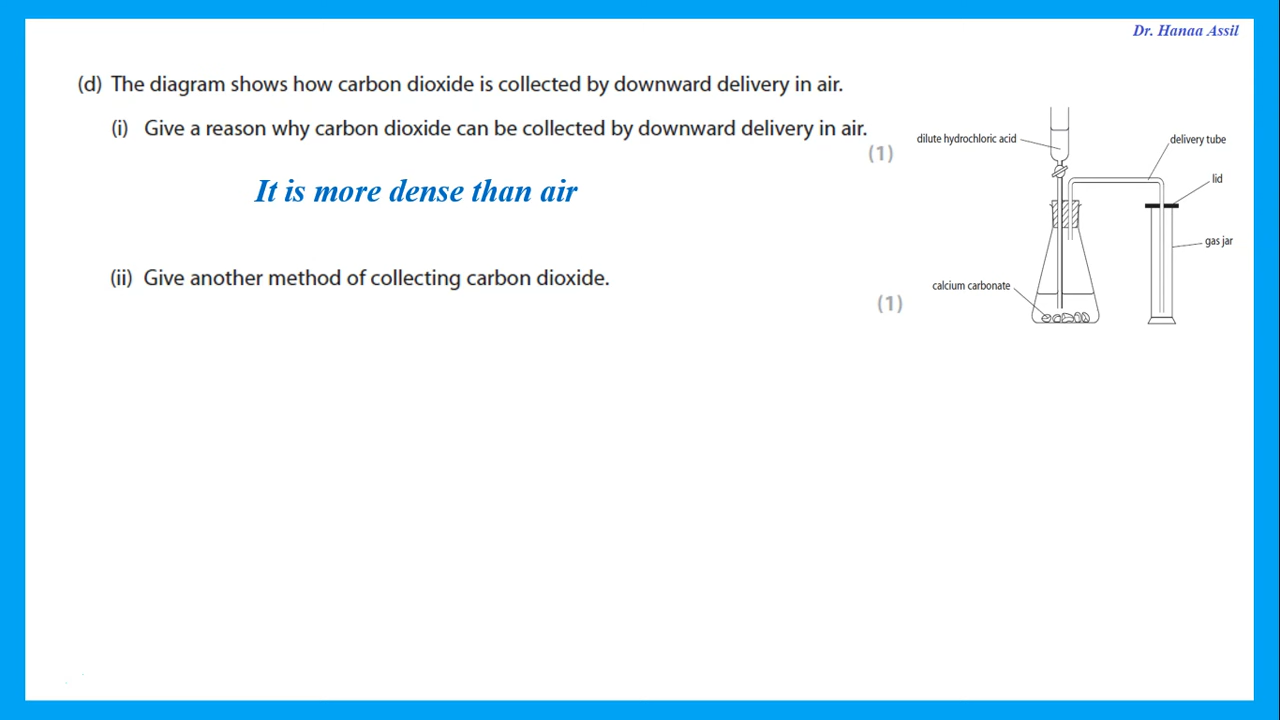 Dr. Hanaa Assil
(d) The diagram shows how carbon dioxide is collected by downward delivery in air.
(i) Give a reason why carbon dioxide can be collected by downward delivery in air.
(1)
It is more dense than air
(ii) Give another method of collecting carbon dioxide.
(1)
dilute hydrochloric acid
delivery tube
lid
gas jar
calcium carbonate